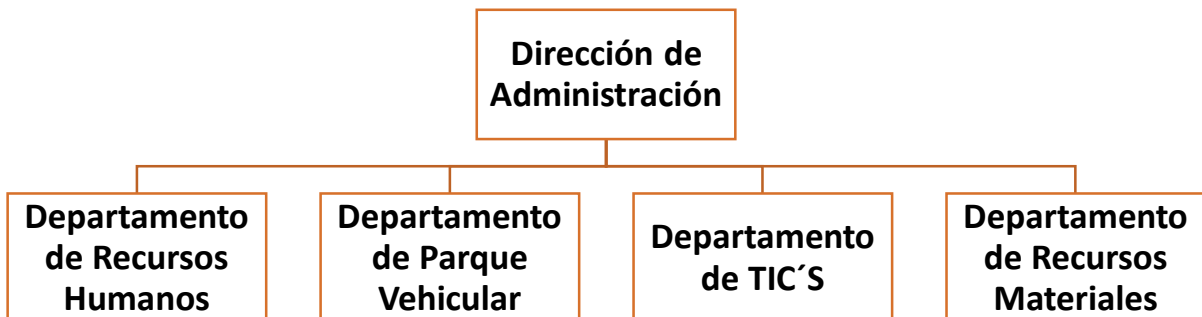 Dirección de
Administración
Departamento
de Recursos
Humanos
Departamento
de Parque
Vehicular
Departamento
de TIC´S
Departamento
de Recursos
Materiales